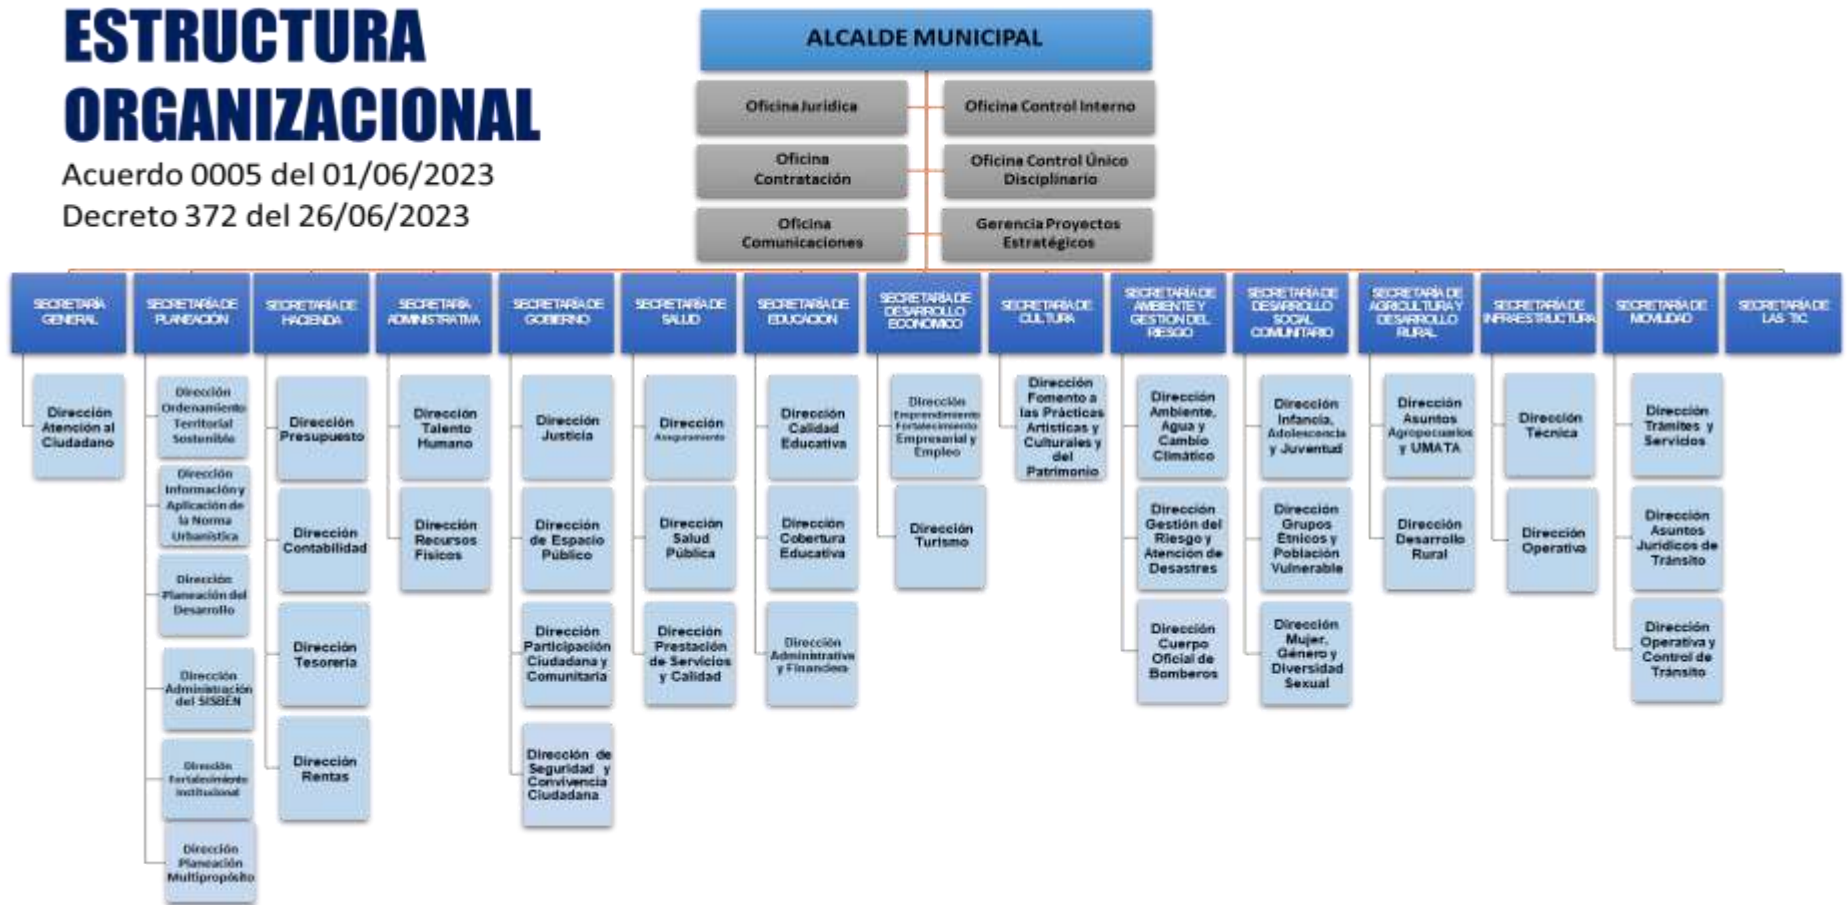 ESTRUCTURA
ORGANIZACIONAL
Acuerdo 0005 del 01/06/2023
Decreto 372 del 26/06/2023
ALCALDE MUNICIPAL
Oficina Jurídica
Oficina Control Interno
Oficina
Contratación
Oficina Control Único
Disciplinario
Oficina
Comunicaciones
Gerencia Proyectos
Estratégicos
SECRETARÍA
GENERAL
SECRETARÍA DE
PLANEACIÓN
SECRETARÍA DE
HACIENDA
SECRETARÍA
ADMINISTRATIVA
SECRETARÍA DE
GOBIERNO
SECRETARÍA DE
SALUD
SECRETARÍA DE
EDUCACIÓN
SECRETARÍA DE
DESARROLLO
ECONÓMICO
SECRETARÍA DE
CULTURA
SECRETARÍA DE
AMBIENTE Y
GESTIÓN DEL
RIESGO
SECRETARÍA DE
DESARROLLO
SOCIAL
COMUNITARIO
SECRETARÍA DE
AGRICULTURA Y
DESARROLLO
RURAL
SECRETARÍA DE
INFRAESTRUCTURA
SECRETARÍA DE
MOVILIDAD
SECRETARÍA DE
LAS TIC
Dirección
Atención al
Ciudadano
Dirección
Ordenamiento
Territorial
Sostenible
Dirección
Información y
Aplicación de
la Norma
Urbanística
Dirección
Planeación del
Desarrollo
Dirección
Administración
del SISBÉN
Dirección
Fortalecimiento
Institucional
Dirección
Planeación
Multipropósito
Dirección
Presupuesto
Dirección
Contabilidad
Dirección
Tesorería
Dirección
Rentas
Dirección
Talento
Humano
Dirección
Recursos
Físicos
Dirección
Justicia
Dirección
de Espacio
Público
Dirección
Participación
Ciudadana y
Comunitaria
Dirección de
Seguridad y
Convivencia
Ciudadana
Dirección
Aseguramiento
Dirección
Salud
Pública
Dirección
Prestación
de Servicios
y Calidad
Dirección
Calidad
Educativa
Dirección
Cobertura
Educativa
Dirección
Administrativa
y Financiera
Dirección
Emprendimiento
Fortalecimiento
Empresarial y
Empleo
Dirección
Turismo
Dirección
Fomento a
las Prácticas
Artísticas y
Culturales y
del
Patrimonio
Dirección
Ambiente,
Agua y
Cambio
Climático
Dirección
Gestión del
Riesgo y
Atención de
Desastres
Dirección
Cuerpo
Oficial de
Bomberos
Dirección
Infancia,
Adolescencia
y Juventud
Dirección
Grupos
Étnicos y
Población
Vulnerable
Dirección
Mujer,
Género y
Diversidad
Sexual
Dirección
Asuntos
Agropecuarios
y UMATA
Dirección
Desarrollo
Rural
Dirección
Técnica
Dirección
Operativa
Dirección
Trámites y
Servicios
Dirección
Asuntos
Jurídicos de
Tránsito
Dirección
Operativa y
Control de
Tránsito